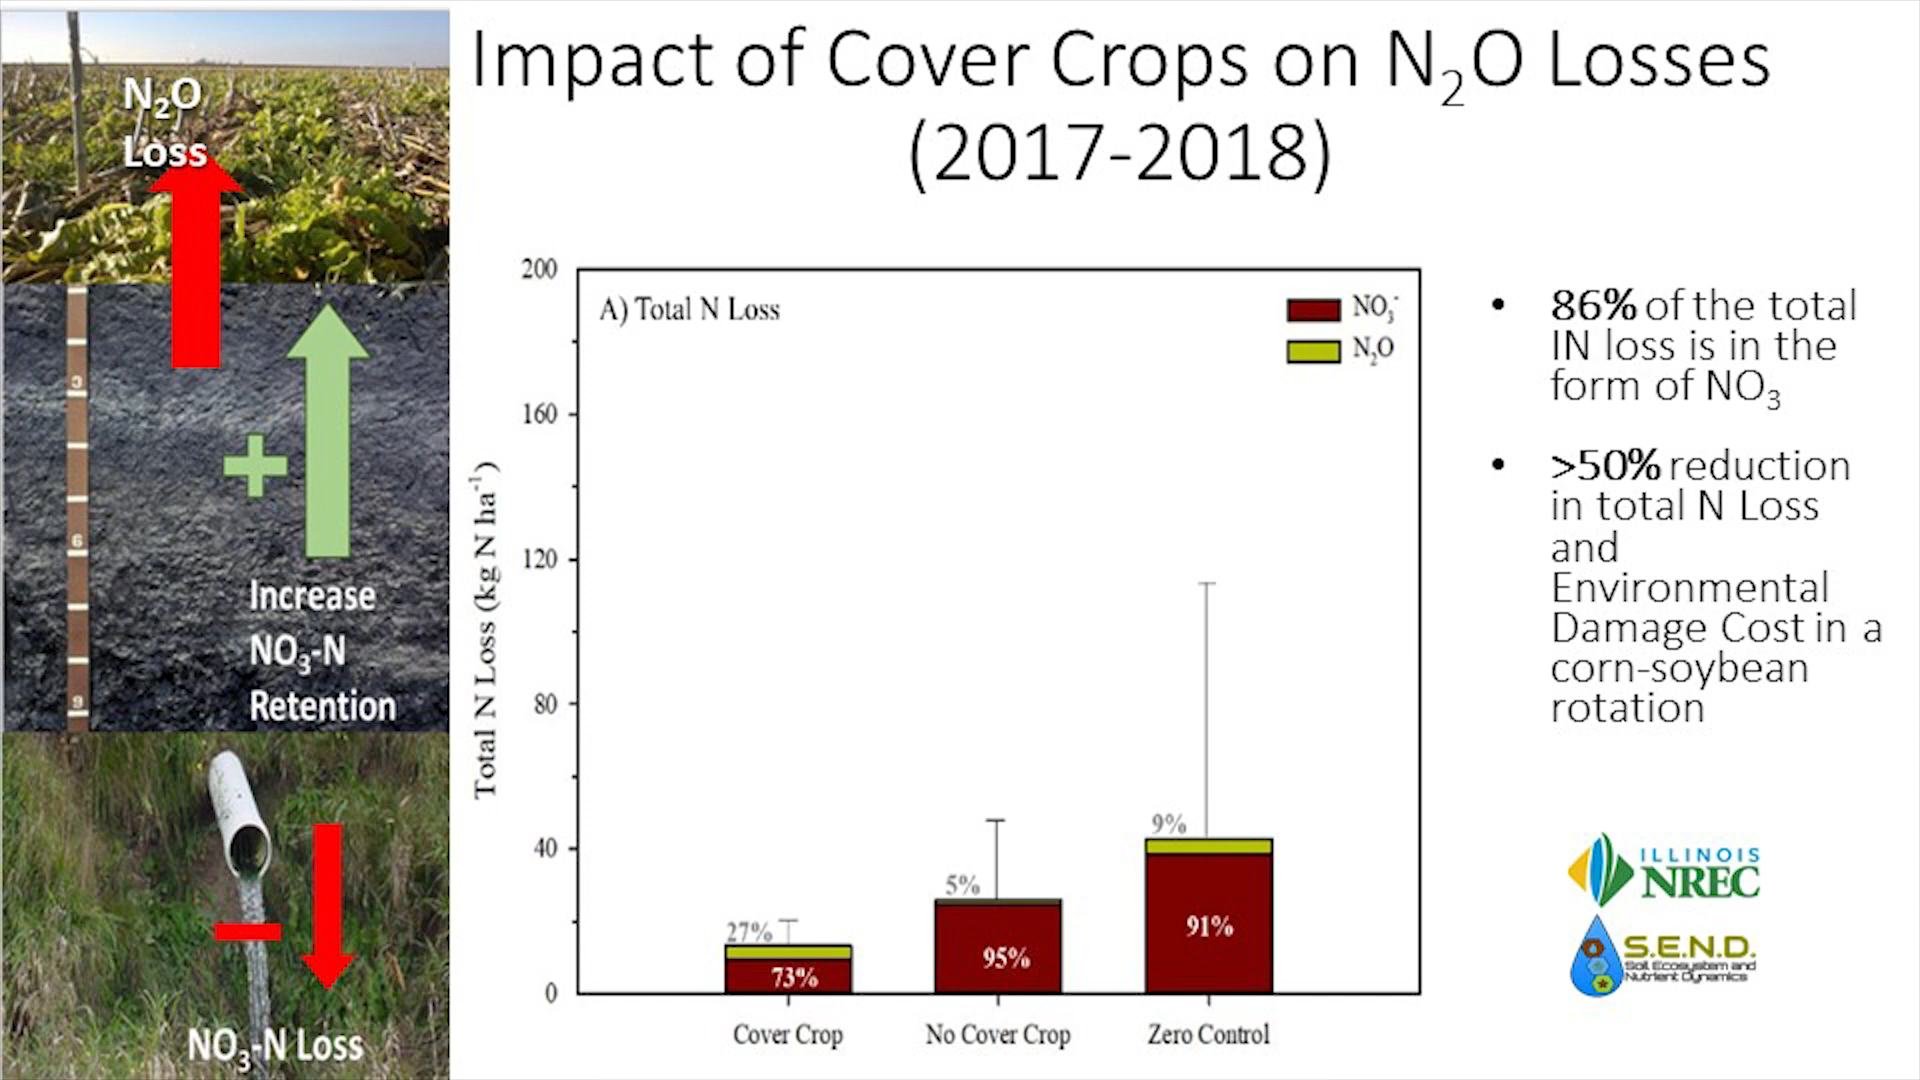 Impact of Cover Crops on N₂O Losses
(2017-2018)
N₂O
Loss
3
6
9
Increase
NO₃-N
Retention
NO₃-N Loss
A) Total N Loss
NO₃⁻
N₂O
Total N Loss (kg N ha⁻¹)
200
160
120
80
40
0
27%
73%
5%
95%
9%
91%
Cover Crop
No Cover Crop
Zero Control
• 86% of the total
IN loss is in the
form of NO₃
• >50% reduction
in total N Loss
and
Environmental
Damage Cost in a
corn-soybean
rotation
ILLINOIS
NREC
S.E.N.D.
Soil Ecosystem and
Nutrient Dynamics